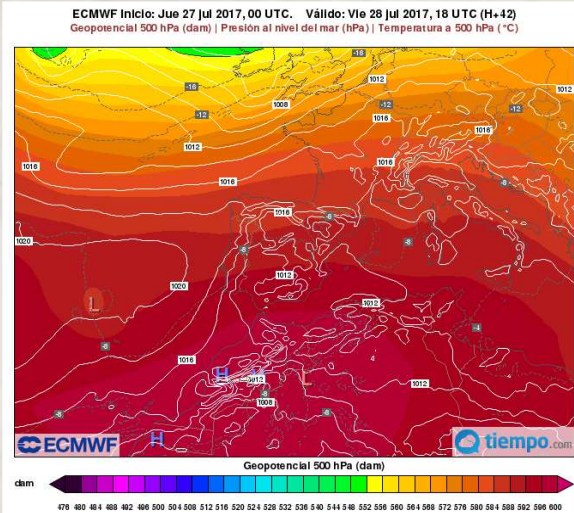 ECMWF Inicio: Jue 27 jul 2017, 00 UTC. Válido: Vie 28 jul 2017, 18 UTC (H+42)
Geopotencial 500 hPa (dam) | Presión al nivel del mar (hPa) | Temperatura a 500 hPa (°C)
-16
1012
-16
1008
-12
-12
-12
1012
1016
1016
1012
1016
1016
1016
-8
1016
-8
-8
1020
-8
1020
1012
L
1012
-4
-8
1016
H
H
1012
L
1012
-8
1008
-8
-8
H
ECMWF
tiempo.com
Geopotencial 500 hPa (dam)
dam
476 480 484 488 492 496 500 504 508 512 516 520 524 528 532 536 540 544 548 552 556 560 564 568 572 576 580 584 588 592 596 600